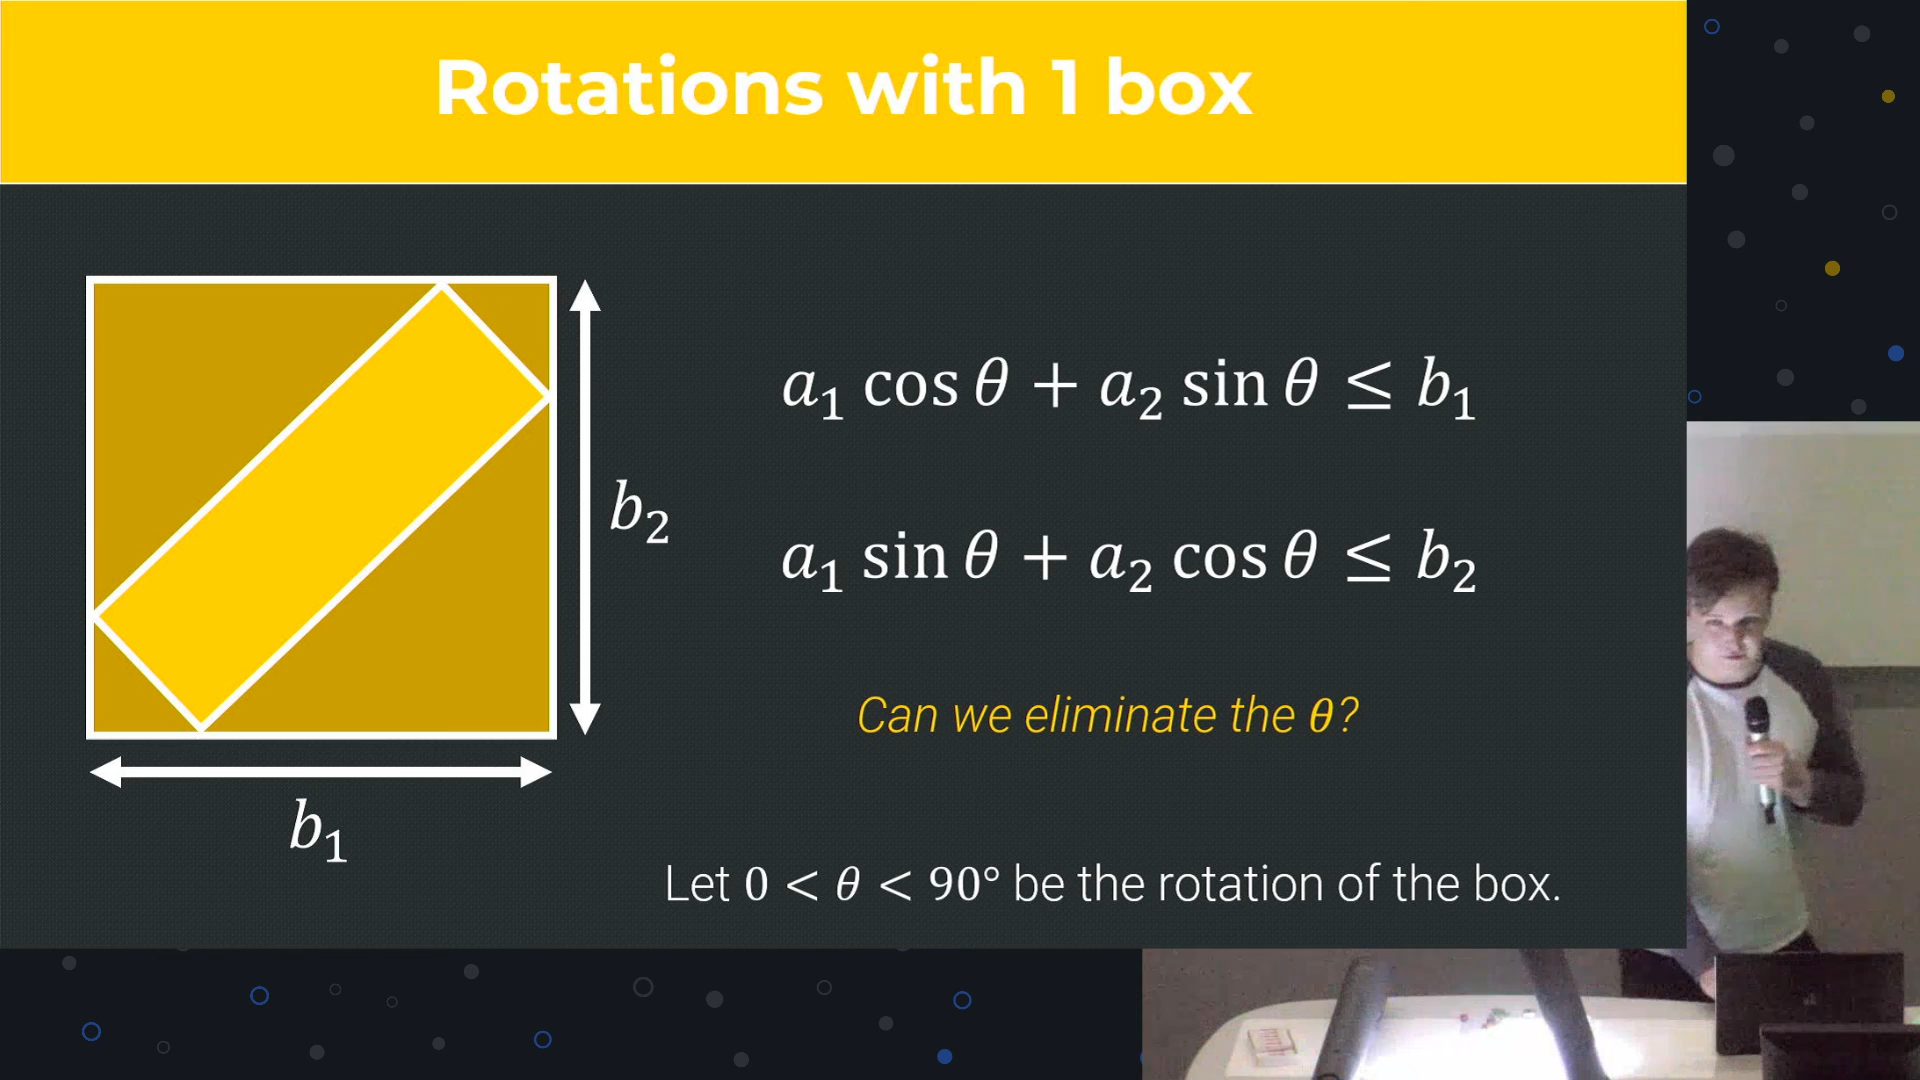 Rotations with 1 box
a₁ cos θ + a₂ sin θ ≤ b₁
b₂
a₁ sin θ + a₂ cos θ ≤ b₂
Can we eliminate the θ?
b₁
Let 0 < θ < 90° be the rotation of the box.